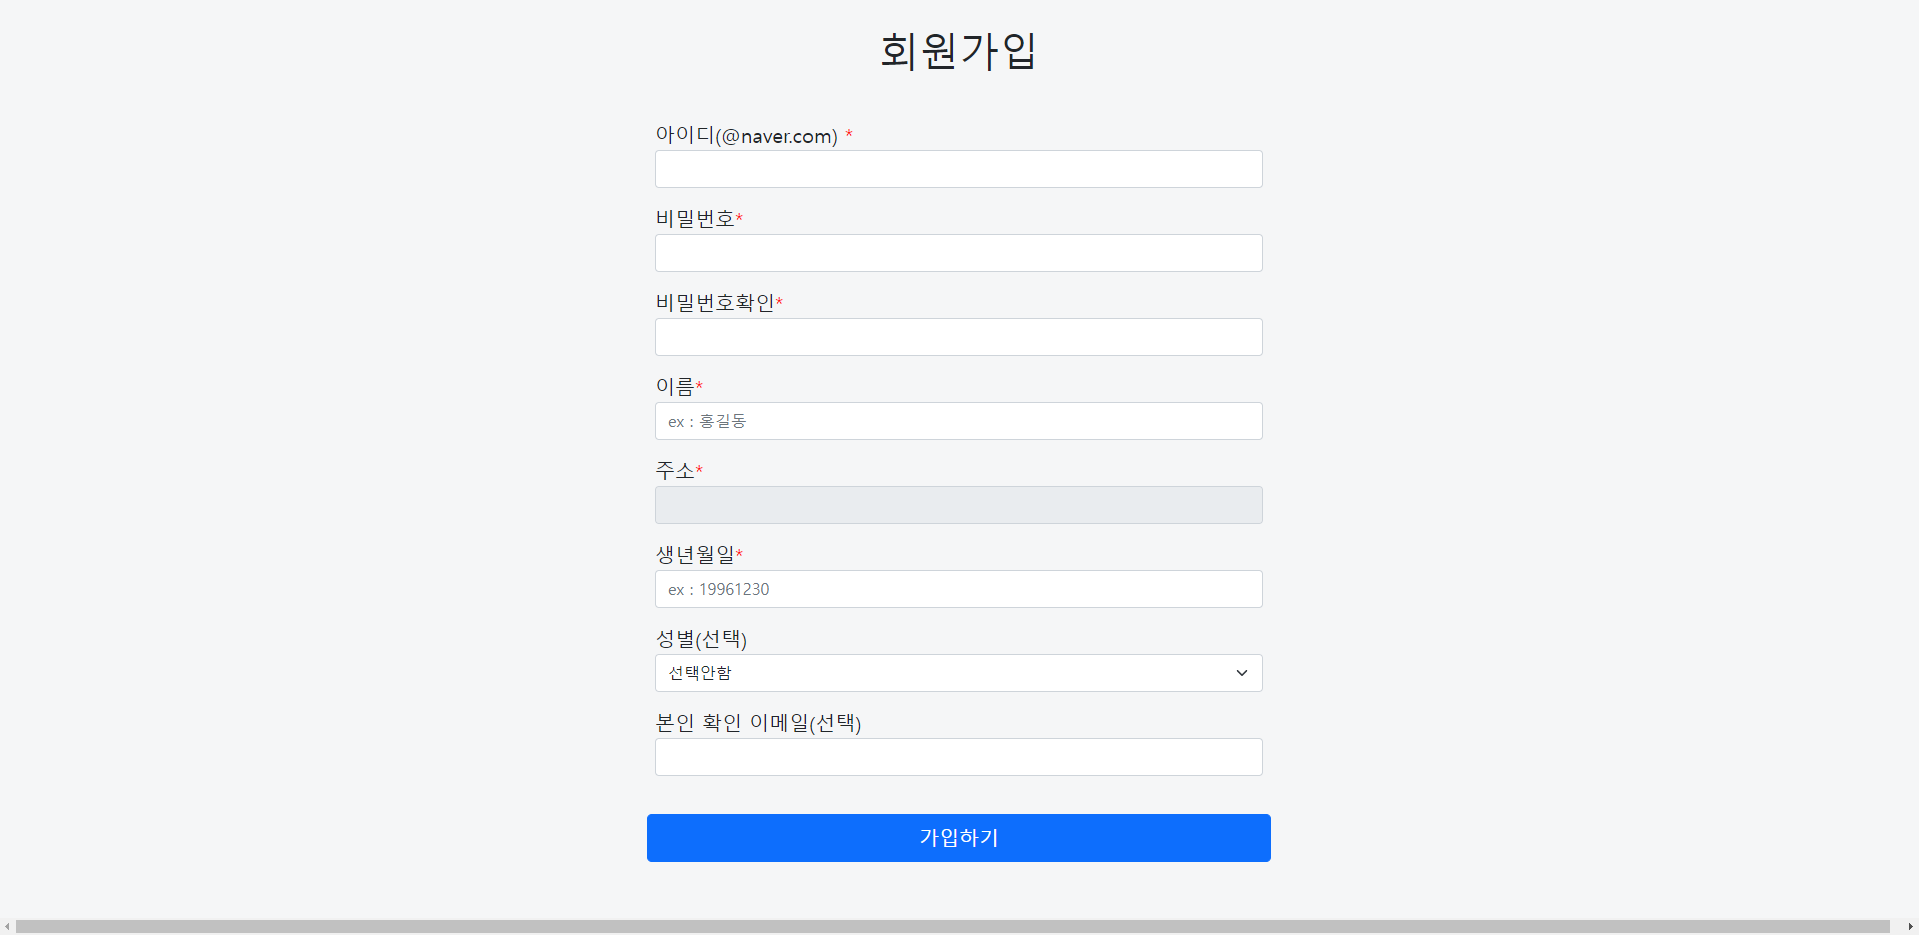 회원가입
아이디(@naver.com) *
비밀번호*
비밀번호확인*
이름*
ex : 홍길동
주소*
생년월일*
ex : 19961230
성별(선택)
선택안함
본인 확인 이메일(선택)
가입하기